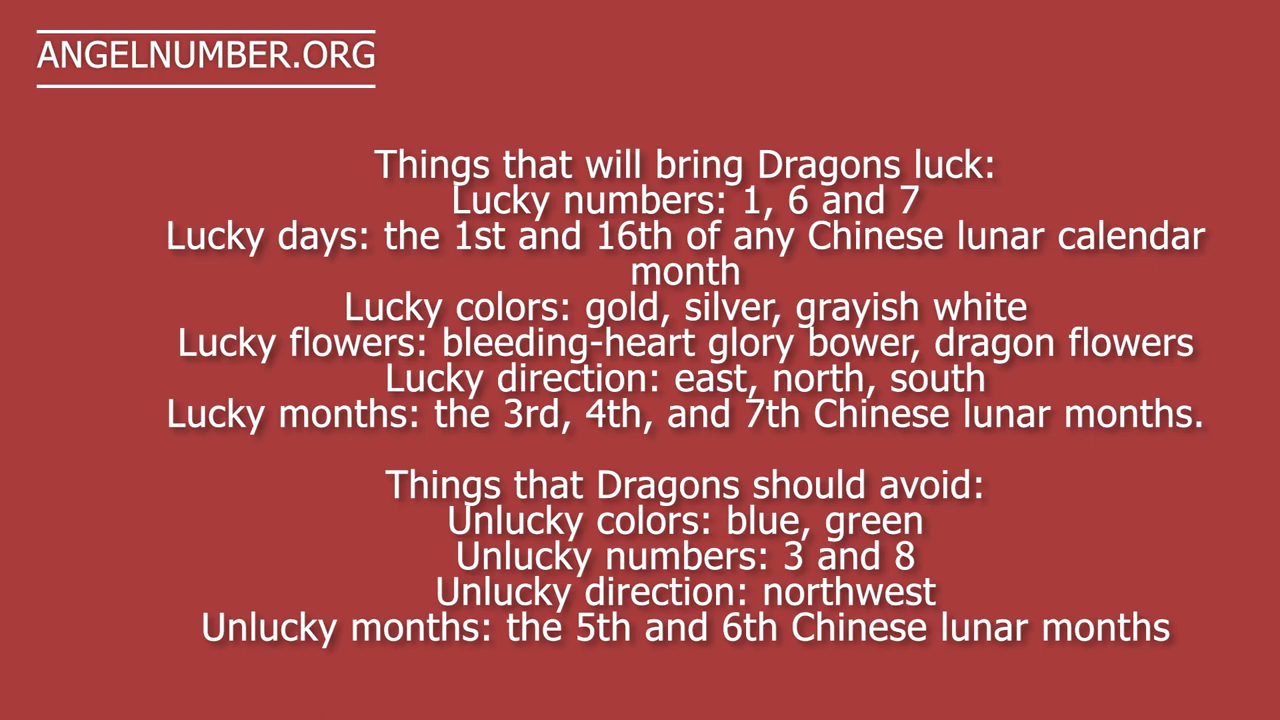 ANGELNUMBER.ORG
Things that will bring Dragons luck:
Lucky numbers: 1, 6 and 7
Lucky days: the 1st and 16th of any Chinese lunar calendar
month
Lucky colors: gold, silver, grayish white
Lucky flowers: bleeding-heart glory bower, dragon flowers
Lucky direction: east, north, south
Lucky months: the 3rd, 4th, and 7th Chinese lunar months.
Things that Dragons should avoid:
Unlucky colors: blue, green
Unlucky numbers: 3 and 8
Unlucky direction: northwest
Unlucky months: the 5th and 6th Chinese lunar months